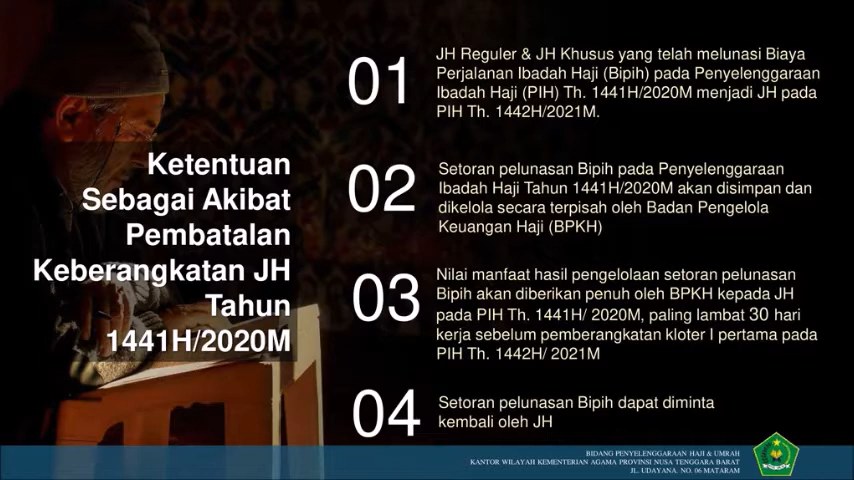 Ketentuan
Sebagai Akibat
Pembatalan
Keberangkatan JH
Tahun
1441H/2020M
01
JH Reguler & JH Khusus yang telah melunasi Biaya
Perjalanan Ibadah Haji (Bipih) pada Penyelenggaraan
Ibadah Haji (PIH) Th. 1441H/2020M menjadi JH pada
PIH Th. 1442H/2021M.
02
Setoran pelunasan Bipih pada Penyelenggaraan
Ibadah Haji Tahun 1441H/2020M akan disimpan dan
dikelola secara terpisah oleh Badan Pengelola
Keuangan Haji (BPKH)
03
Nilai manfaat hasil pengelolaan setoran pelunasan
Bipih akan diberikan penuh oleh BPKH kepada JH
pada PIH Th. 1441H/ 2020M, paling lambat 30 hari
kerja sebelum pemberangkatan kloter I pertama pada
PIH Th. 1442H/ 2021M
04
Setoran pelunasan Bipih dapat diminta
kembali oleh JH
BIDANG PENYELENGGARAAN HAJI & UMRAH
KANTOR WILAYAH KEMENTERIAN AGAMA PROVINSI NUSA TENGGARA BARAT
JL. UDAYANA. NO. 06 MATARAM